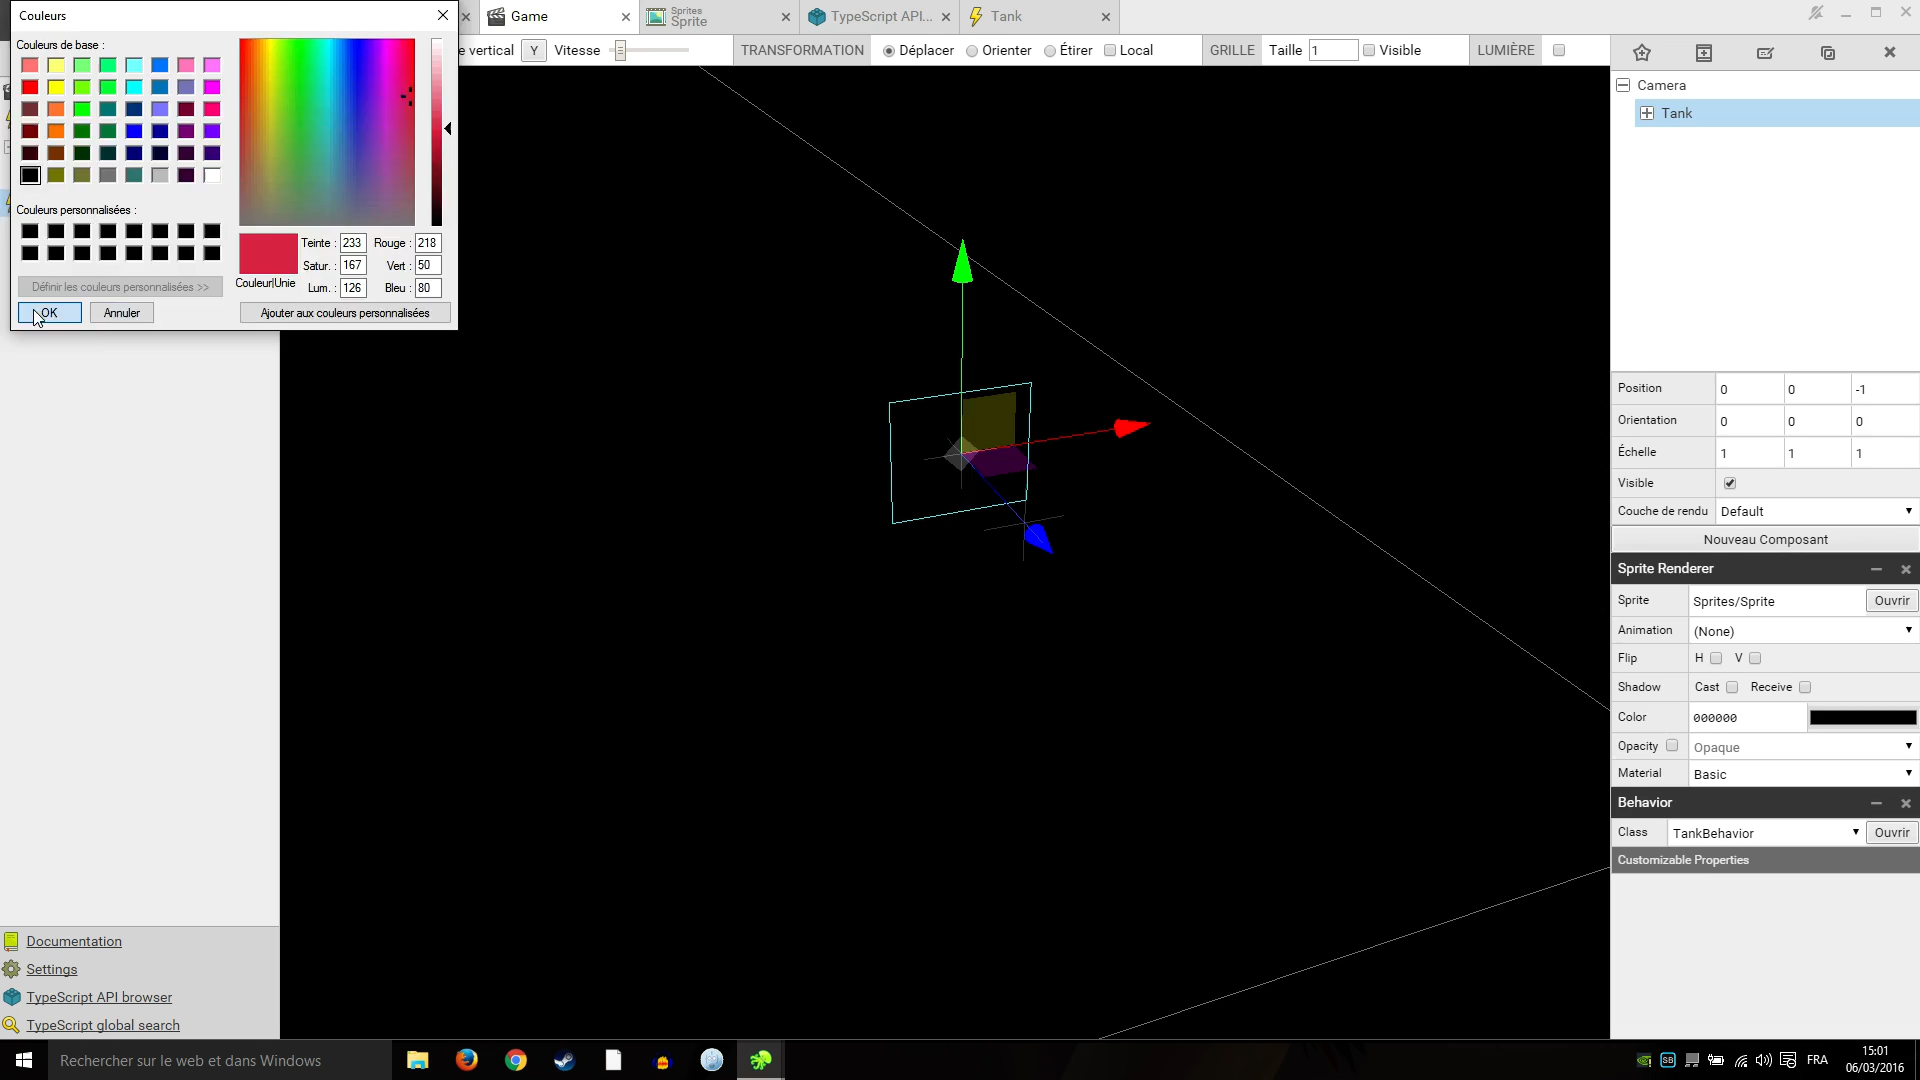 Couleurs
Couleurs de base :
Couleurs personnalisées :
Définir les couleurs personnalisées >>
OK
Annuler
Couleur|Unie
Teinte : 233
Satur. : 167
Lum. : 126
Rouge : 218
Vert : 50
Bleu : 80
Ajouter aux couleurs personnalisées
Game
Sprites
Sprite
TypeScript API...
Tank
e vertical Y Vitesse
TRANSFORMATION
Déplacer Orienter Étirer Local
GRILLE
Taille 1 Visible
LUMIÈRE
Camera
Tank
Position 0 0 -1
Orientation 0 0 0
Échelle 1 1 1
Visible
Couche de rendu Default
Nouveau Composant
Sprite Renderer
Sprite Sprites/Sprite Ouvrir
Animation (None)
Flip H V
Shadow Cast Receive
Color 000000
Opacity Opaque
Material Basic
Behavior
Class TankBehavior Ouvrir
Customizable Properties
Documentation
Settings
TypeScript API browser
TypeScript global search
Rechercher sur le web et dans Windows
SB
FRA
15:01
06/03/2016